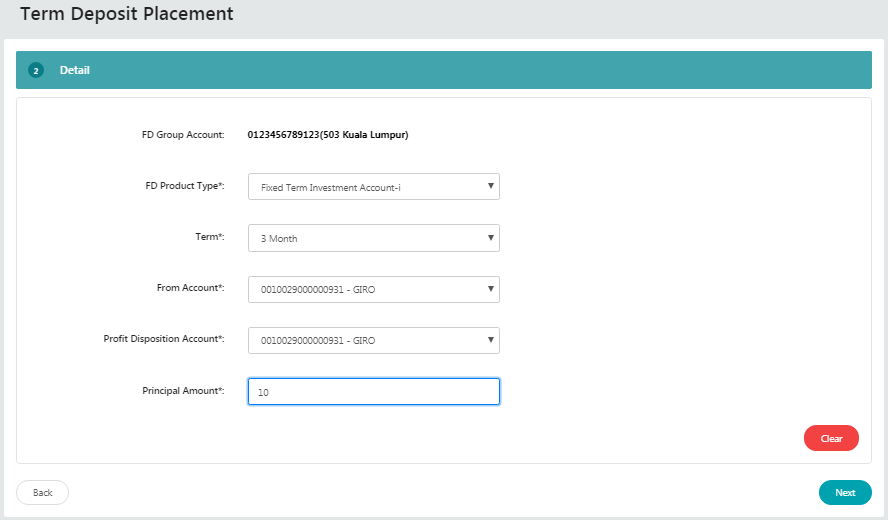 Term Deposit Placement
2 Detail
FD Group Account: 0123456789123(503 Kuala Lumpur)
FD Product Type*: Fixed Term Investment Account-i
Term*: 3 Month
From Account*: 0010029000000931 - GIRO
Profit Disposition Account*: 0010029000000931 - GIRO
Principal Amount*: 10
Clear
Back Next